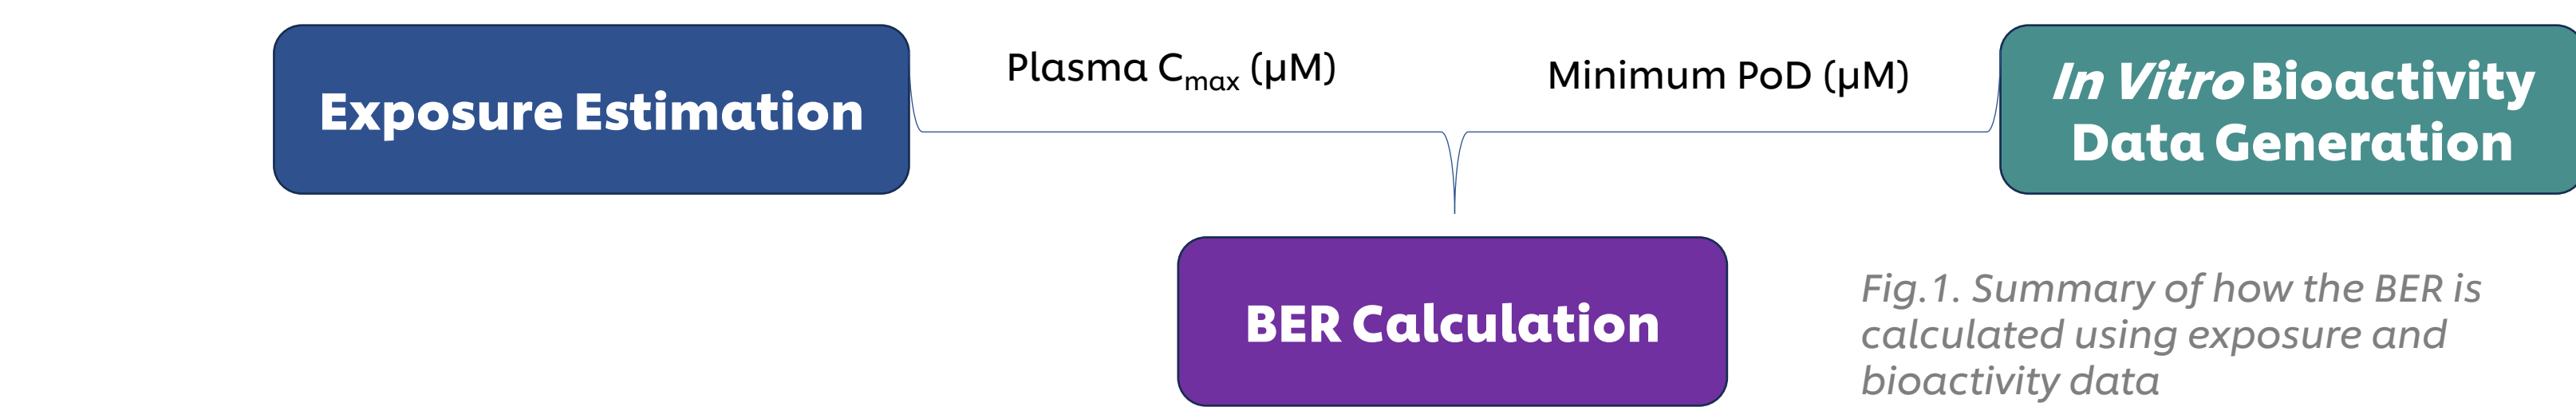 Exposure Estimation
Plasma Cmax (µM)
Minimum PoD (µM)
In Vitro Bioactivity
Data Generation
BER Calculation
Fig.1. Summary of how the BER is
calculated using exposure and
bioactivity data